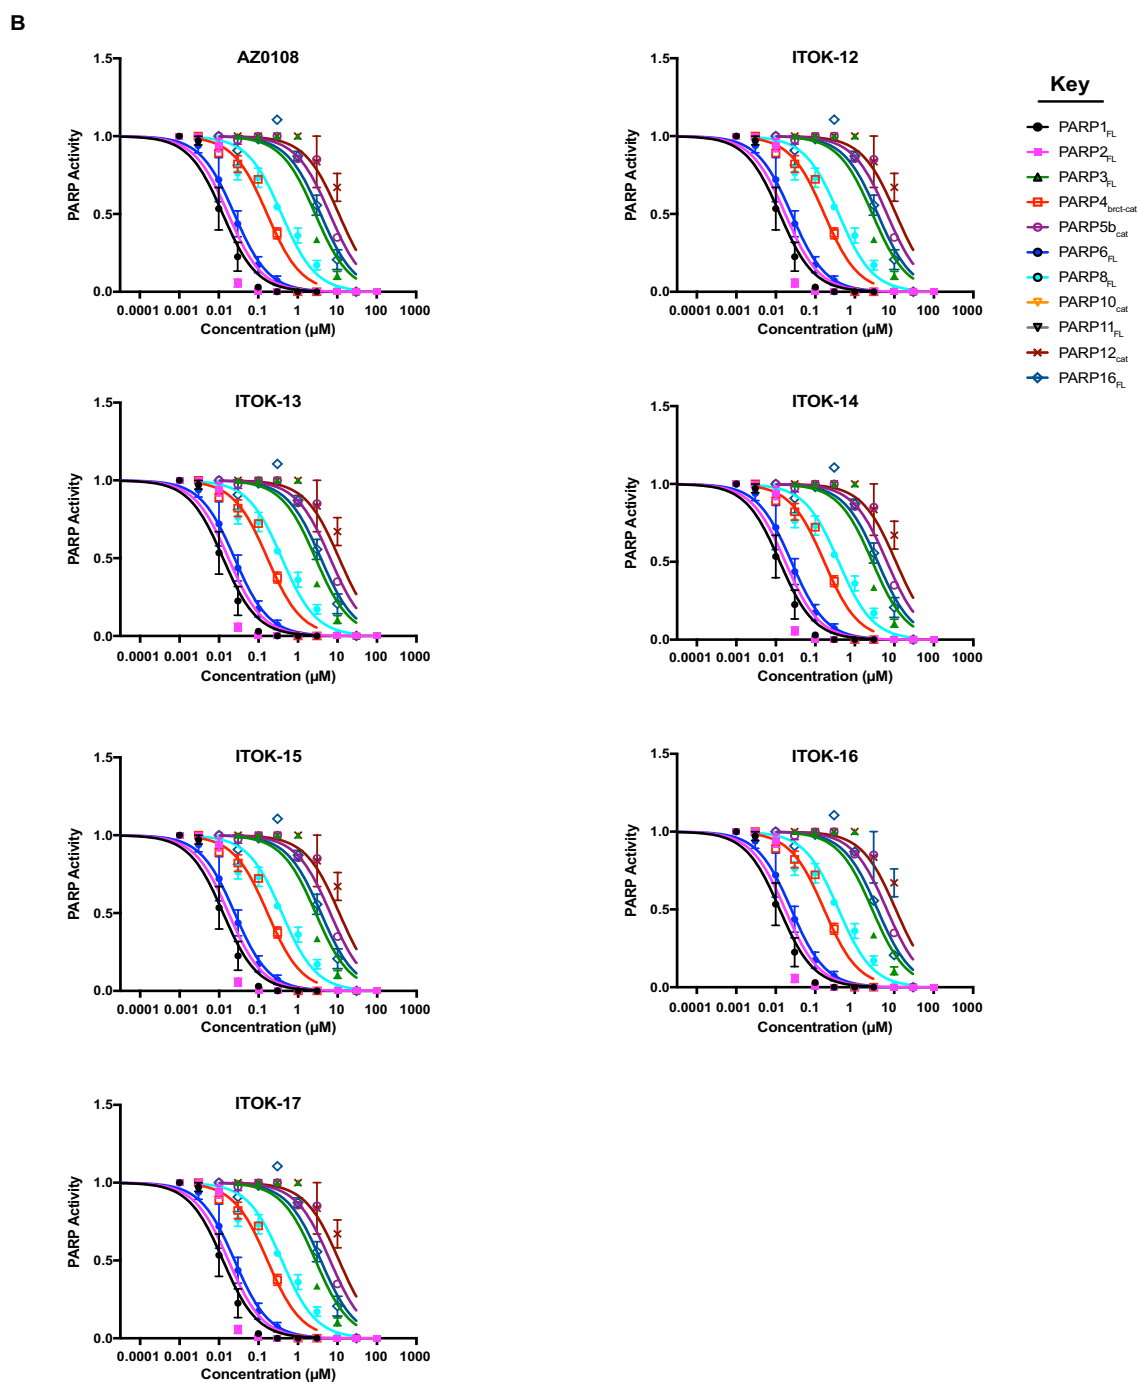 B
AZ0108
1.5
1.0
0.5
0.0
PARP Activity
0.0001 0.001 0.01 0.1 1 10 100 1000
Concentration (µM)
ITOK-12
1.5
1.0
0.5
0.0
PARP Activity
0.0001 0.001 0.01 0.1 1 10 100 1000
Concentration (µM)
Key
PARP1FL
PARP2FL
PARP3FL
PARP4brct-cat
PARP5bcat
PARP6FL
PARP8FL
PARP10cat
PARP11FL
PARP12cat
PARP16FL
ITOK-13
1.5
1.0
0.5
0.0
PARP Activity
0.0001 0.001 0.01 0.1 1 10 100 1000
Concentration (µM)
ITOK-14
1.5
1.0
0.5
0.0
PARP Activity
0.0001 0.001 0.01 0.1 1 10 100 1000
Concentration (µM)
ITOK-15
1.5
1.0
0.5
0.0
PARP Activity
0.0001 0.001 0.01 0.1 1 10 100 1000
Concentration (µM)
ITOK-16
1.5
1.0
0.5
0.0
PARP Activity
0.0001 0.001 0.01 0.1 1 10 100 1000
Concentration (µM)
ITOK-17
1.5
1.0
0.5
0.0
PARP Activity
0.0001 0.001 0.01 0.1 1 10 100 1000
Concentration (µM)